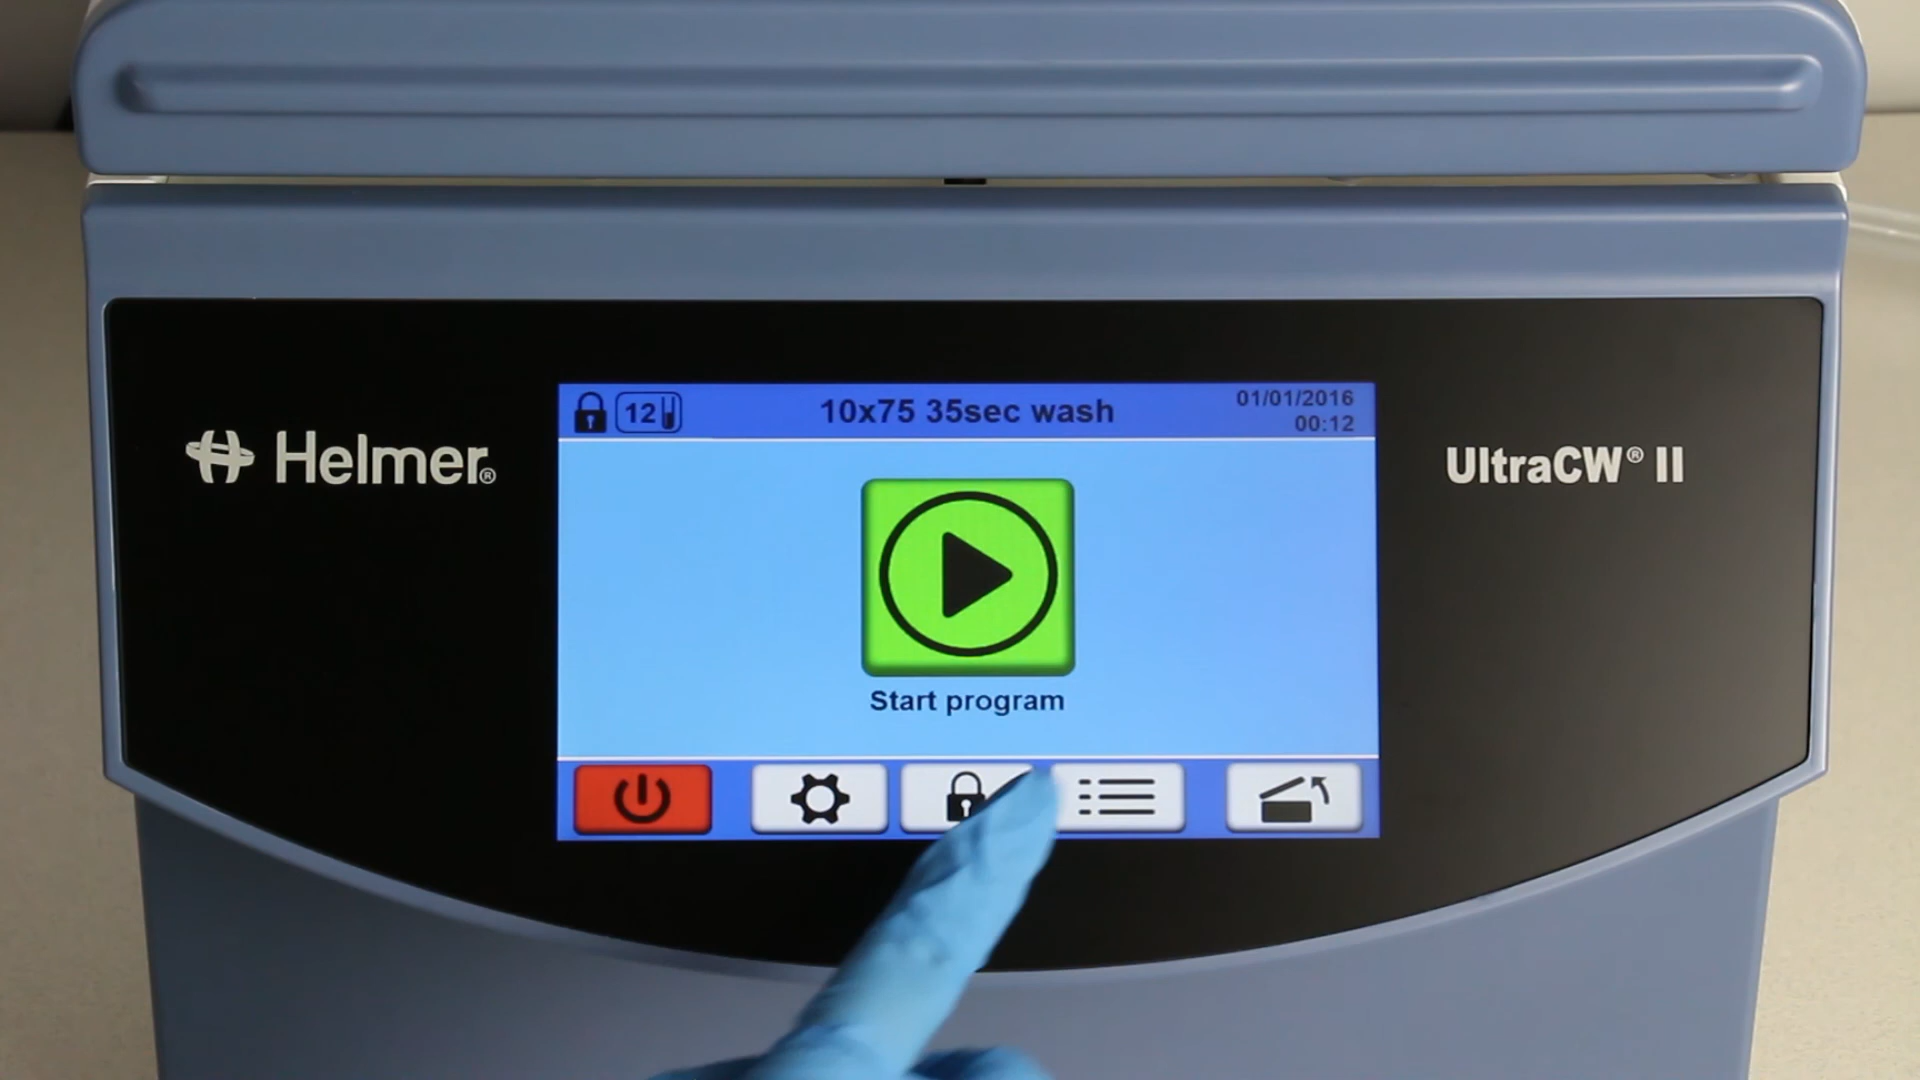 Helmer®
12
10x75 35sec wash
01/01/2016
00:12
UltraCW® II
Start program